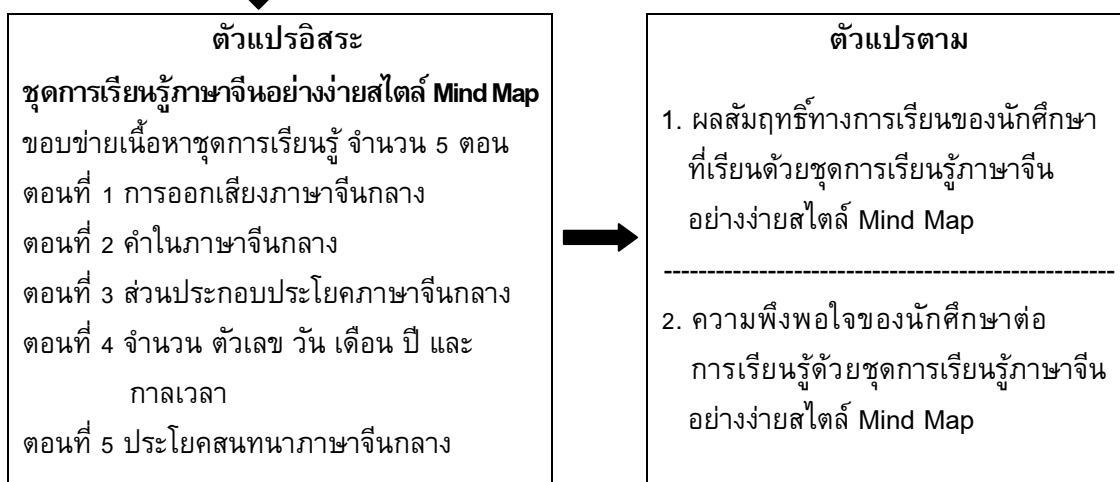 ตัวแปรอิสระ
ชุดการเรียนรู้ภาษาจีนอย่างง่ายสไตล์ Mind Map
ขอบข่ายเนื้อหาชุดการเรียนรู้ จำนวน 5 ตอน
ตอนที่ 1 การออกเสียงภาษาจีนกลาง
ตอนที่ 2 คำในภาษาจีนกลาง
ตอนที่ 3 ส่วนประกอบประโยคภาษาจีนกลาง
ตอนที่ 4 จำนวน ตัวเลข วัน เดือน ปี และ
กาลเวลา
ตอนที่ 5 ประโยคสนทนาภาษาจีนกลาง
ตัวแปรตาม
1. ผลสัมฤทธิ์ทางการเรียนของนักศึกษา
ที่เรียนด้วยชุดการเรียนรู้ภาษาจีน
อย่างง่ายสไตล์ Mind Map
2. ความพึงพอใจของนักศึกษาต่อ
การเรียนรู้ด้วยชุดการเรียนรู้ภาษาจีน
อย่างง่ายสไตล์ Mind Map